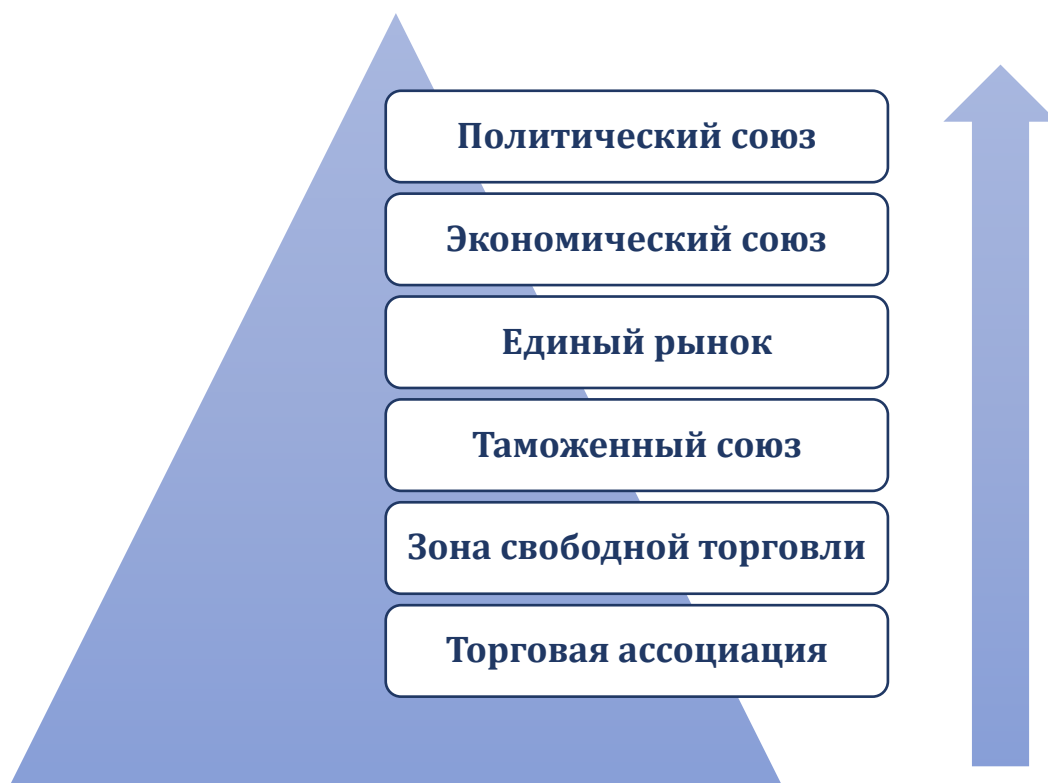 Политический союз
Экономический союз
Единый рынок
Таможенный союз
Зона свободной торговли
Торговая ассоциация